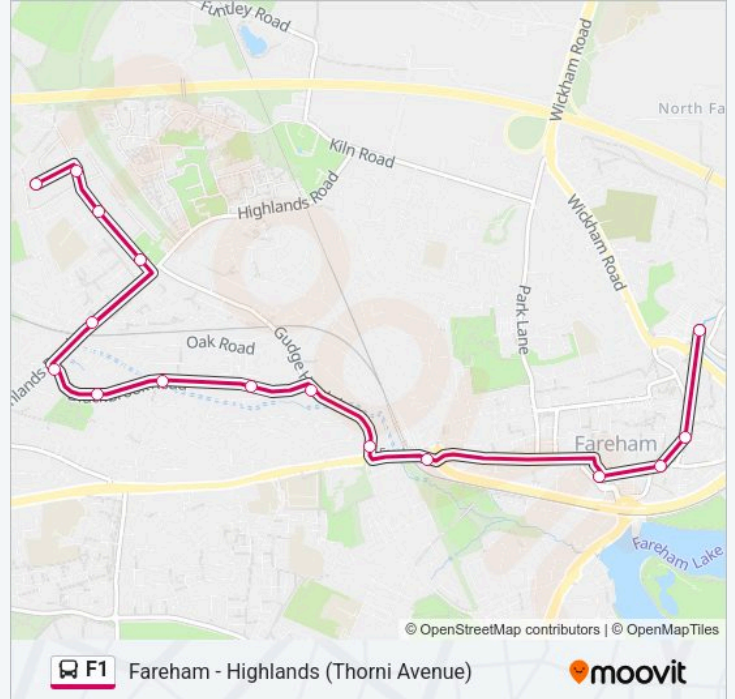 Funtley Road
Wickham Road
North Fa
Kiln Road
Highlands Road
Wickham Road
Park Lane
Oak Road
Gudge H
hlands
Fareham
Fareham Lake
© OpenStreetMap contributors | © OpenMapTiles
F1 Fareham - Highlands (Thorni Avenue)
moovit